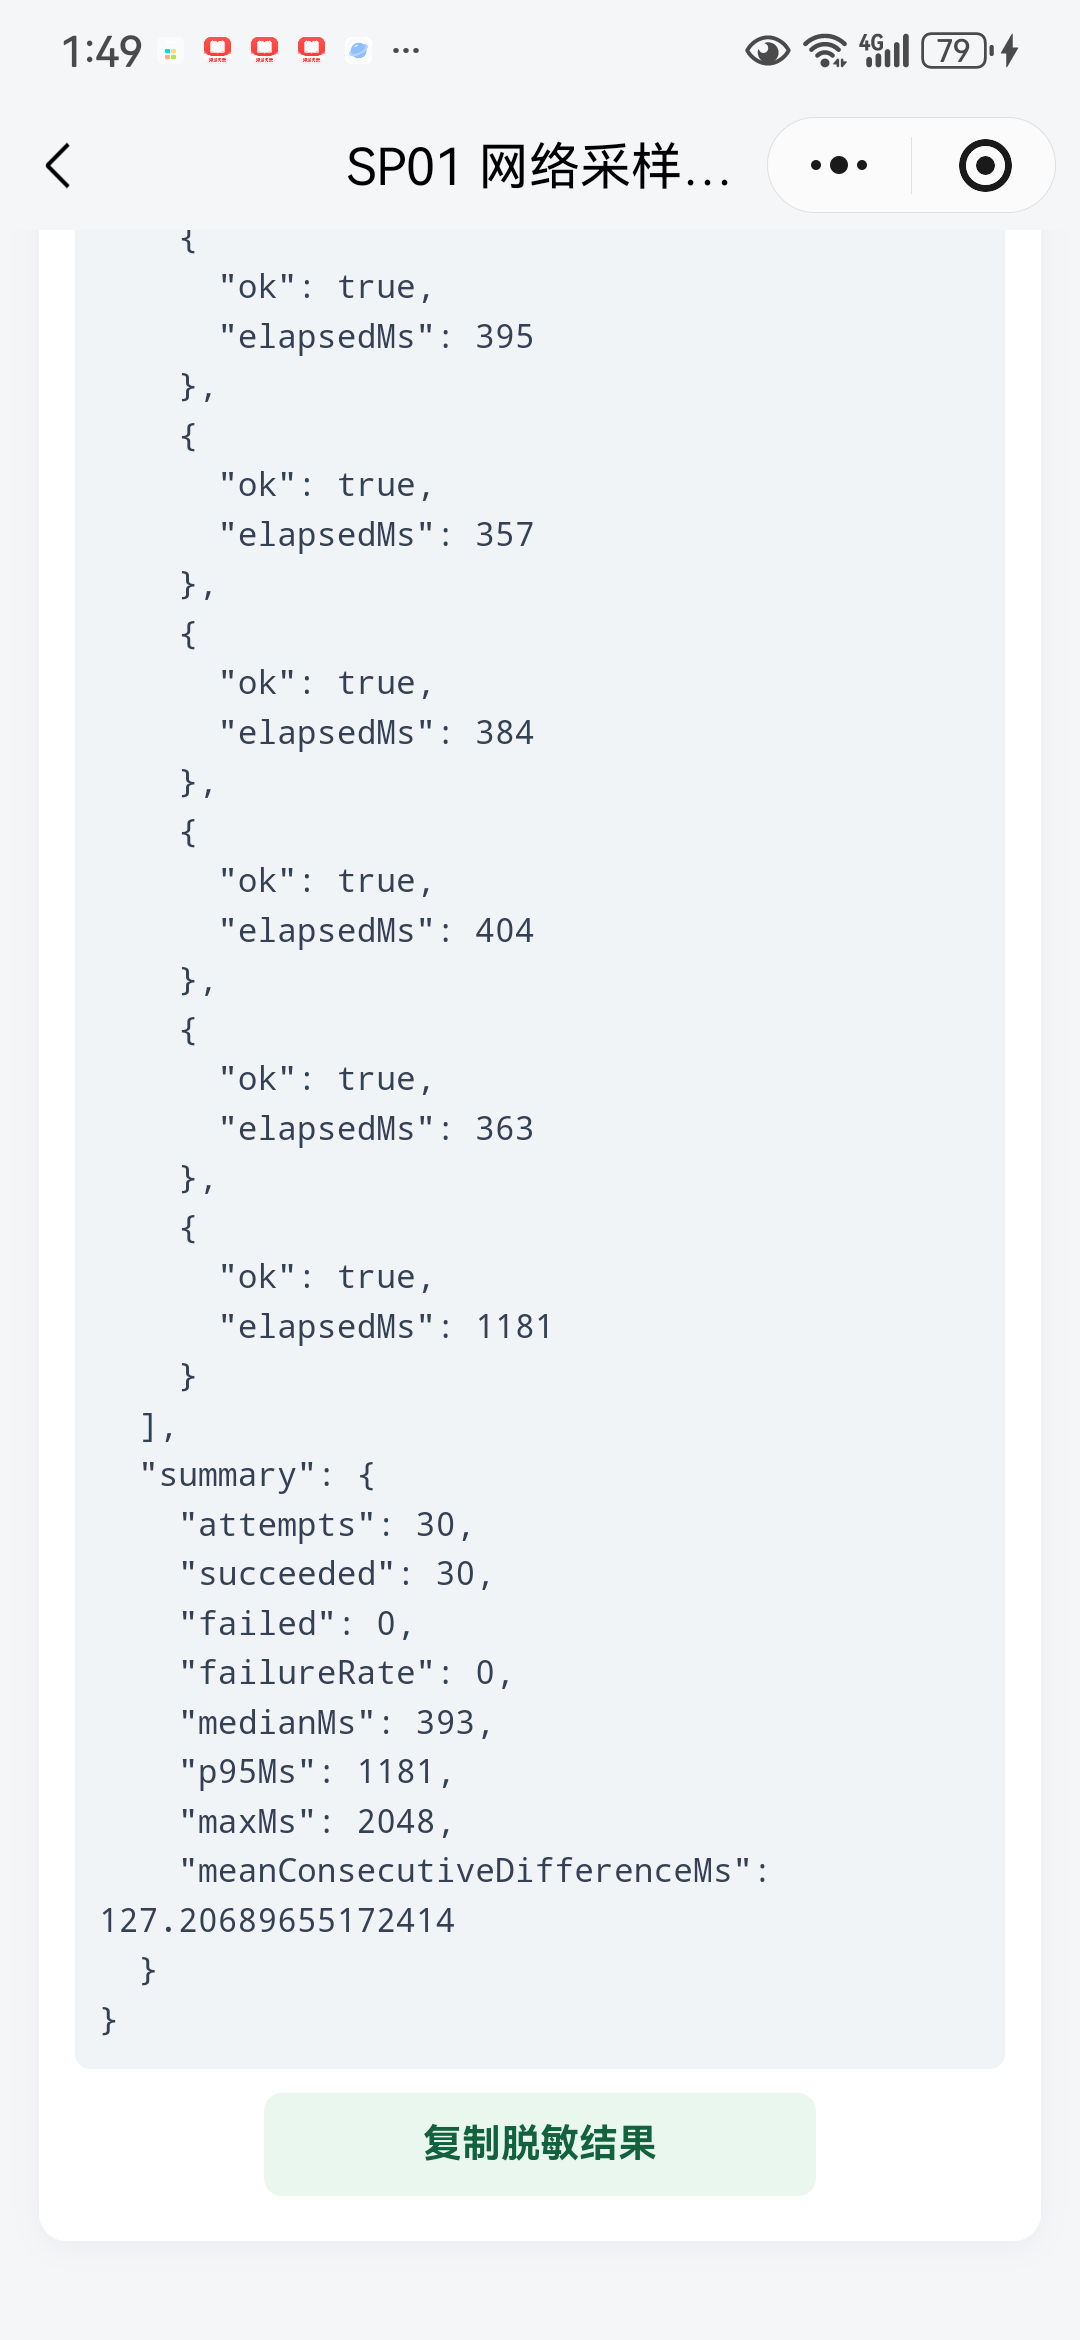 1:49
4G
79
SP01 网络采样...
{
"ok": true,
"elapsedMs": 395
},
{
"ok": true,
"elapsedMs": 357
},
{
"ok": true,
"elapsedMs": 384
},
{
"ok": true,
"elapsedMs": 404
},
{
"ok": true,
"elapsedMs": 363
},
{
"ok": true,
"elapsedMs": 1181
}
],
"summary": {
"attempts": 30,
"succeeded": 30,
"failed": 0,
"failureRate": 0,
"medianMs": 393,
"p95Ms": 1181,
"maxMs": 2048,
"meanConsecutiveDifferenceMs":
127.20689655172414
}
}
复制脱敏结果